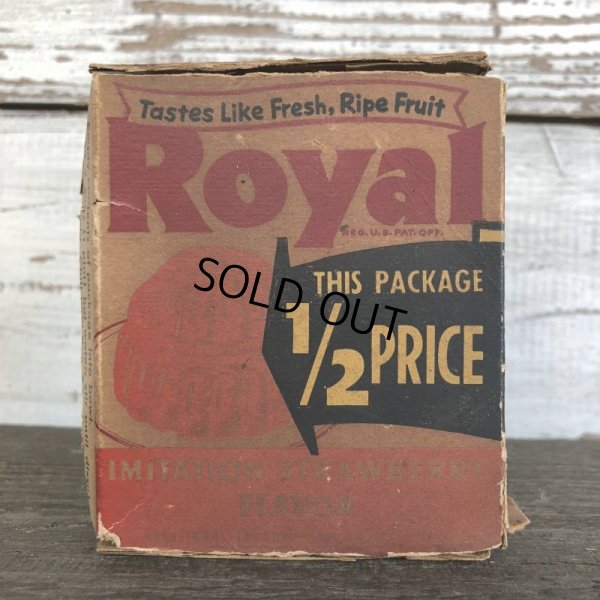 Tastes Like Fresh, Ripe Fruit
Royal
REG. U.S. PAT. OFF.
THIS PACKAGE
1/2 PRICE
SOLD OUT
IMITATION STRAWBERRY
FLAVOR